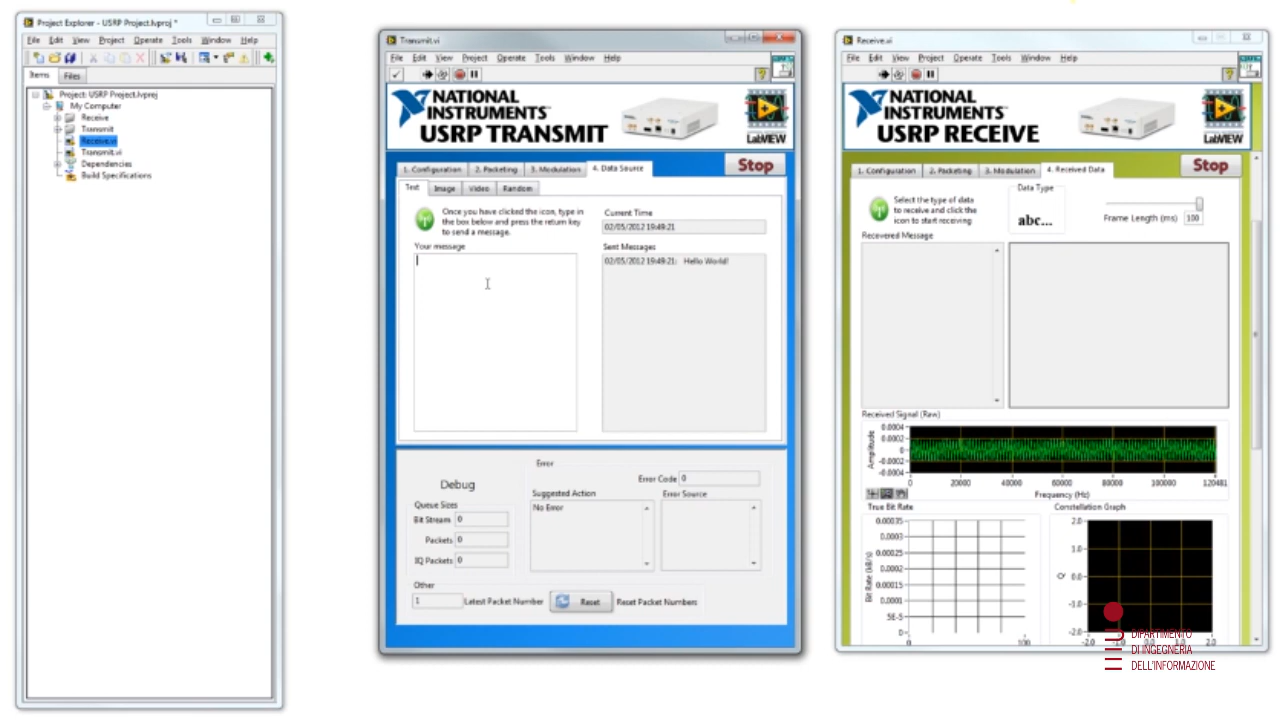 Project Explorer - USRP Project.lvproj *
File Edit View Project Operate Tools Window Help
Items Files
Project: USRP Project.lvproj
My Computer
Receive
Transmit
Receive.vi
Transmit.vi
Dependencies
Build Specifications
Transmit.vi
File Edit View Project Operate Tools Window Help
NATIONAL
INSTRUMENTS
USRP TRANSMIT
LabVIEW
1. Configuration 2. Packeting 3. Modulation 4. Data Source
Stop
Text Image Video Random
Once you have clicked the icon, type in
the box below and press the return key
to send a message.
Current Time
02/05/2012 19:49:21
Your message
Sent Messages
02/05/2012 19:49:21: Hello World!
Debug
Queue Sizes
Bit Stream 0
Packets 0
IQ Packets 0
Error
Error Code 0
Suggested Action
Error Source
No Error
Other
1 Latest Packet Number Reset Reset Packet Numbers
Receive.vi
File Edit View Project Operate Tools Window Help
NATIONAL
INSTRUMENTS
USRP RECEIVE
LabVIEW
1. Configuration 2. Packeting 3. Modulation 4. Received Data
Stop
Select the type of data
to receive and click the
icon to start receiving
Data Type
abc...
Frame Length (ms) 100
Recovered Message
Received Signal (Raw)
Amplitude
0.0004
0.0002
0
-0.0002
-0.0004
0 20000 40000 60000 80000 100000 120481
Frequency (Hz)
True Bit Rate
Bit Rate (kB/s)
0.00035
0.0003
0.00025
0.0002
0.00015
0.0001
5E-5
0
0 100
Constellation Graph
Q
2.0
1.0
0.0
-1.0
-2.0
-2.0 -1.0 0.0 1.0 2.0
DIPARTIMENTO
DI INGEGNERIA
DELL'INFORMAZIONE